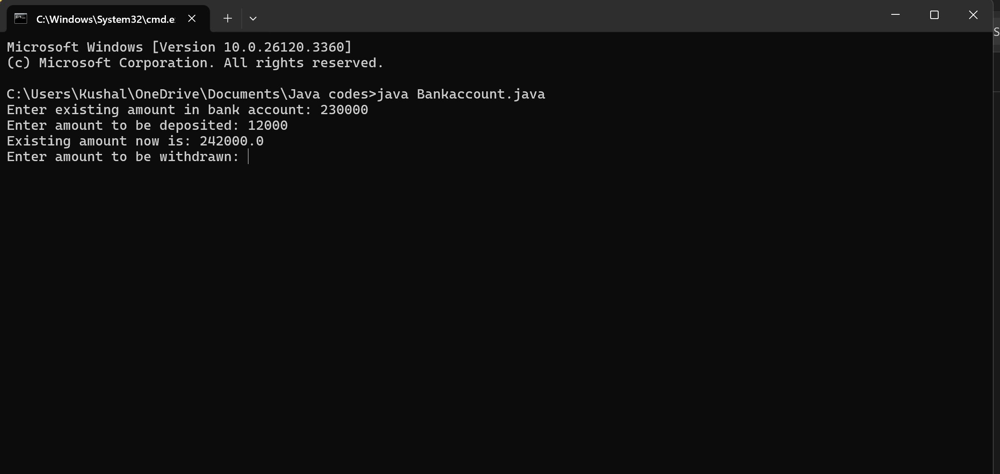 C:\Windows\System32\cmd.e
Microsoft Windows [Version 10.0.26120.3360]
(c) Microsoft Corporation. All rights reserved.
C:\Users\Kushal\OneDrive\Documents\Java codes>java Bankaccount.java
Enter existing amount in bank account: 230000
Enter amount to be deposited: 12000
Existing amount now is: 242000.0
Enter amount to be withdrawn: